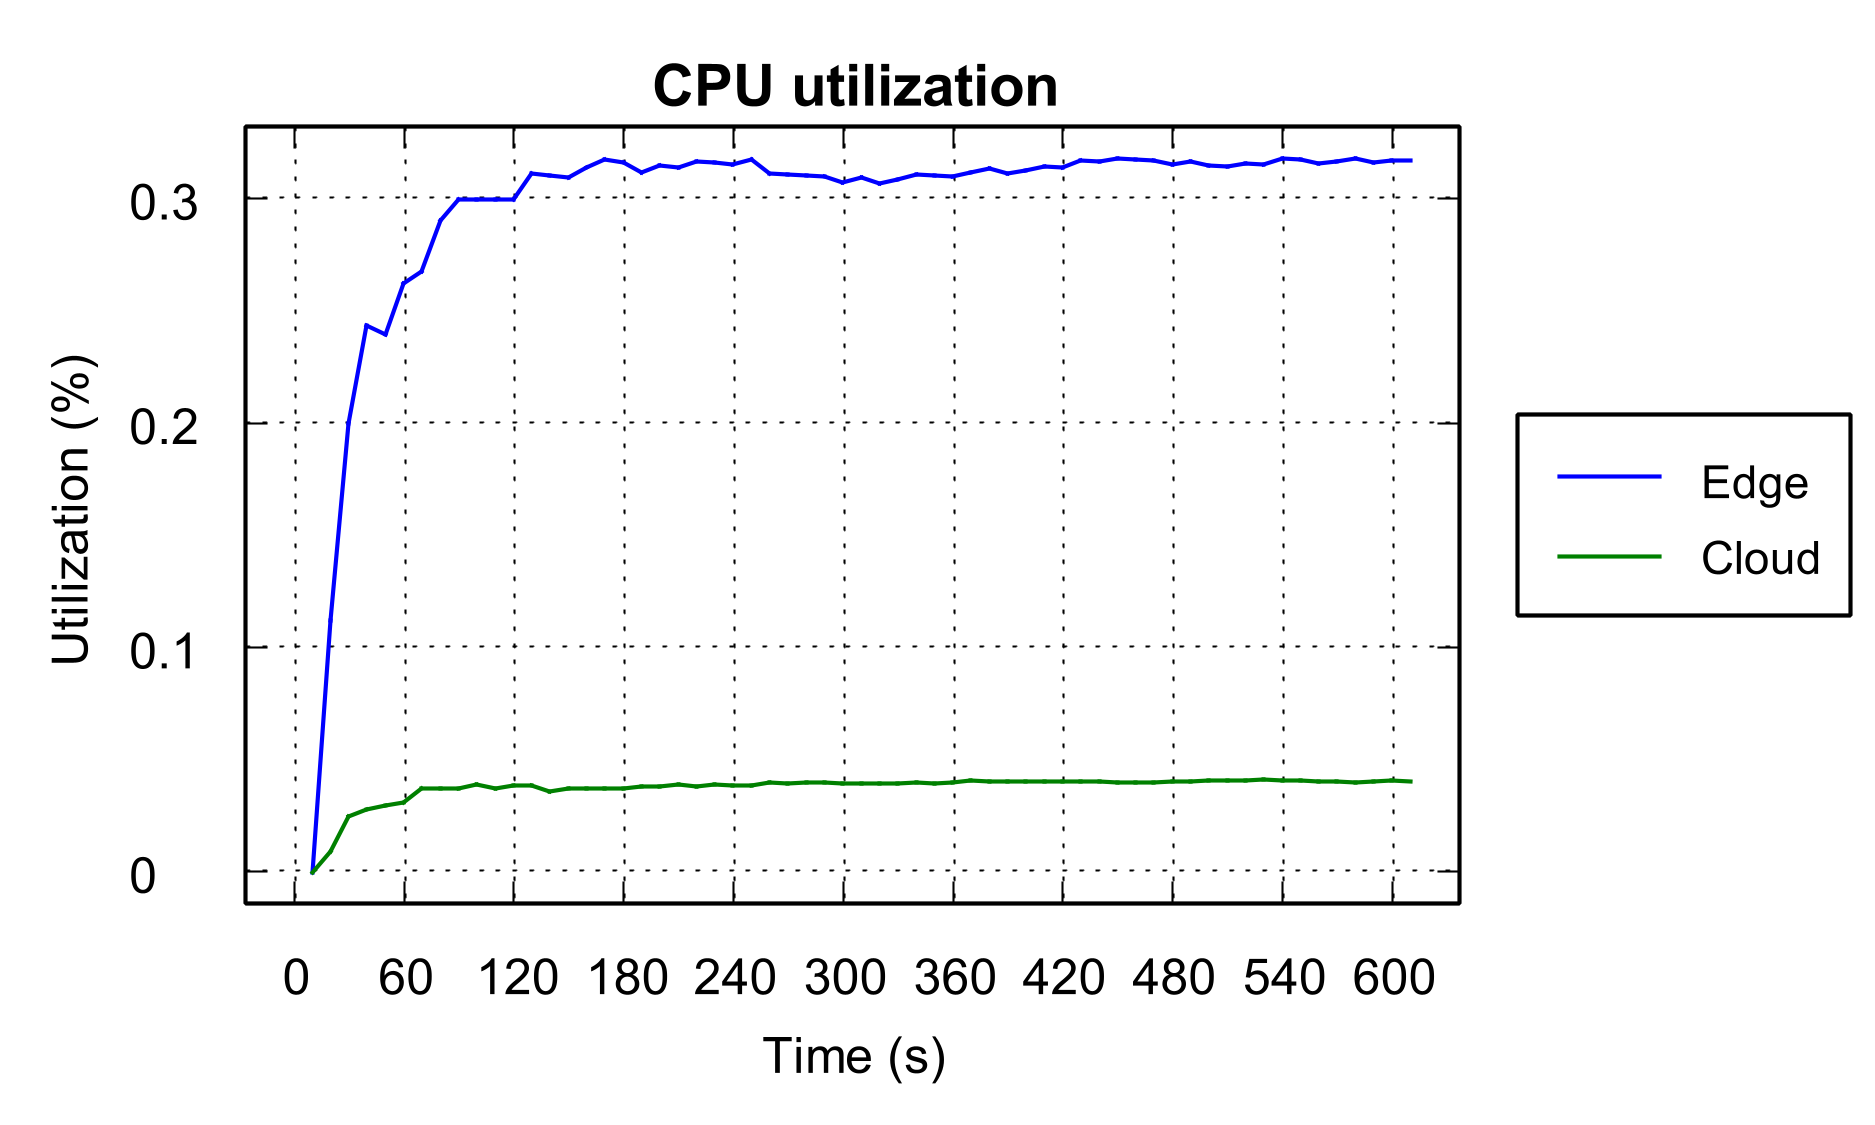 CPU utilization
0.3
0.2
0.1
0
Utilization (%)
0 60 120 180 240 300 360 420 480 540 600
Time (s)
Edge
Cloud